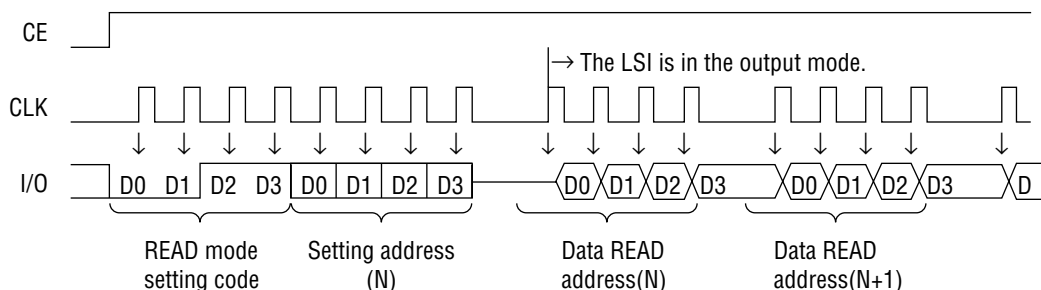 CE
→ The LSI is in the output mode.
CLK
I/O D0 D1 D2 D3 D0 D1 D2 D3 D0 D1 D2 D3 D0 D1 D2 D3 D
READ mode setting code
Setting address (N)
Data READ address(N)
Data READ address(N+1)